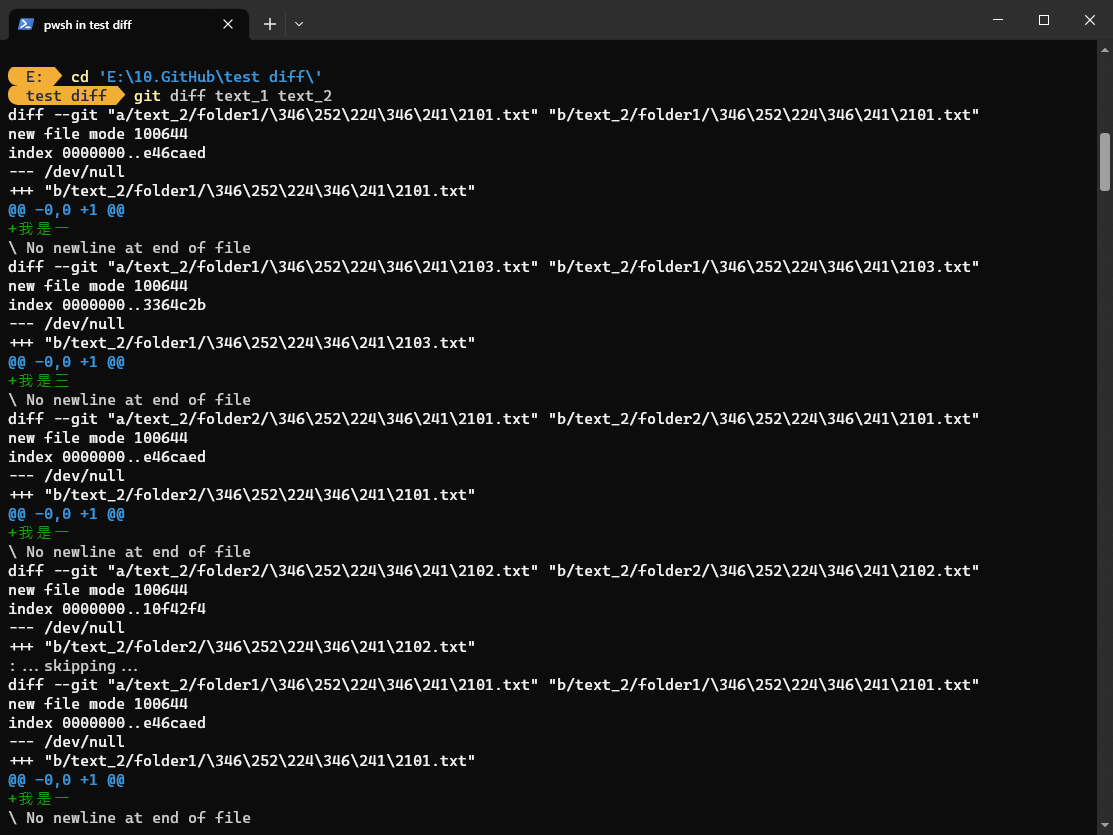 pwsh in test diff
E: cd 'E:\10.GitHub\test diff\'
test diff git diff text_1 text_2
diff --git "a/text_2/folder1/\346\252\224\346\241\2101.txt" "b/text_2/folder1/\346\252\224\346\241\2101.txt"
new file mode 100644
index 0000000..e46caed
--- /dev/null
+++ "b/text_2/folder1/\346\252\224\346\241\2101.txt"
@@ -0,0 +1 @@
+我是一
\ No newline at end of file
diff --git "a/text_2/folder1/\346\252\224\346\241\2103.txt" "b/text_2/folder1/\346\252\224\346\241\2103.txt"
new file mode 100644
index 0000000..3364c2b
--- /dev/null
+++ "b/text_2/folder1/\346\252\224\346\241\2103.txt"
@@ -0,0 +1 @@
+我是三
\ No newline at end of file
diff --git "a/text_2/folder2/\346\252\224\346\241\2101.txt" "b/text_2/folder2/\346\252\224\346\241\2101.txt"
new file mode 100644
index 0000000..e46caed
--- /dev/null
+++ "b/text_2/folder2/\346\252\224\346\241\2101.txt"
@@ -0,0 +1 @@
+我是一
\ No newline at end of file
diff --git "a/text_2/folder2/\346\252\224\346\241\2102.txt" "b/text_2/folder2/\346\252\224\346\241\2102.txt"
new file mode 100644
index 0000000..10f42f4
--- /dev/null
+++ "b/text_2/folder2/\346\252\224\346\241\2102.txt"
:...skipping...
diff --git "a/text_2/folder1/\346\252\224\346\241\2101.txt" "b/text_2/folder1/\346\252\224\346\241\2101.txt"
new file mode 100644
index 0000000..e46caed
--- /dev/null
+++ "b/text_2/folder1/\346\252\224\346\241\2101.txt"
@@ -0,0 +1 @@
+我是一
\ No newline at end of file